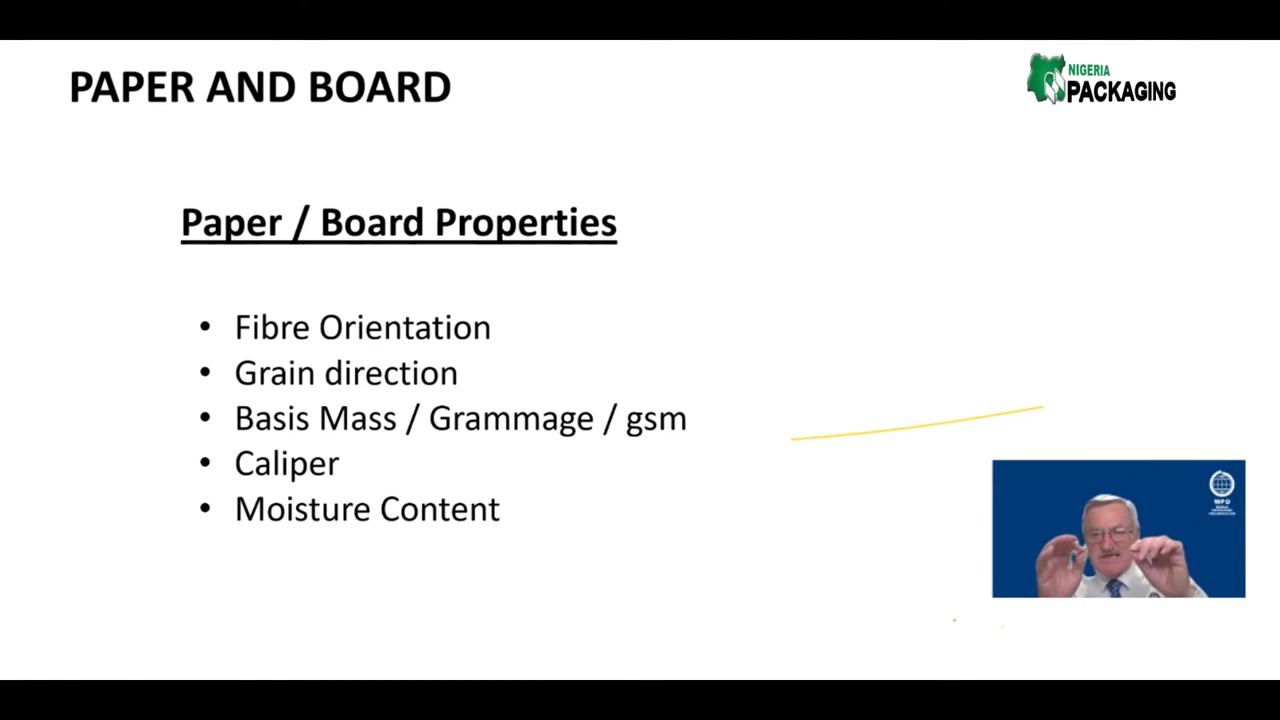 PAPER AND BOARD
NIGERIA
PACKAGING
Paper / Board Properties
• Fibre Orientation
• Grain direction
• Basis Mass / Grammage / gsm
• Caliper
• Moisture Content
WPO